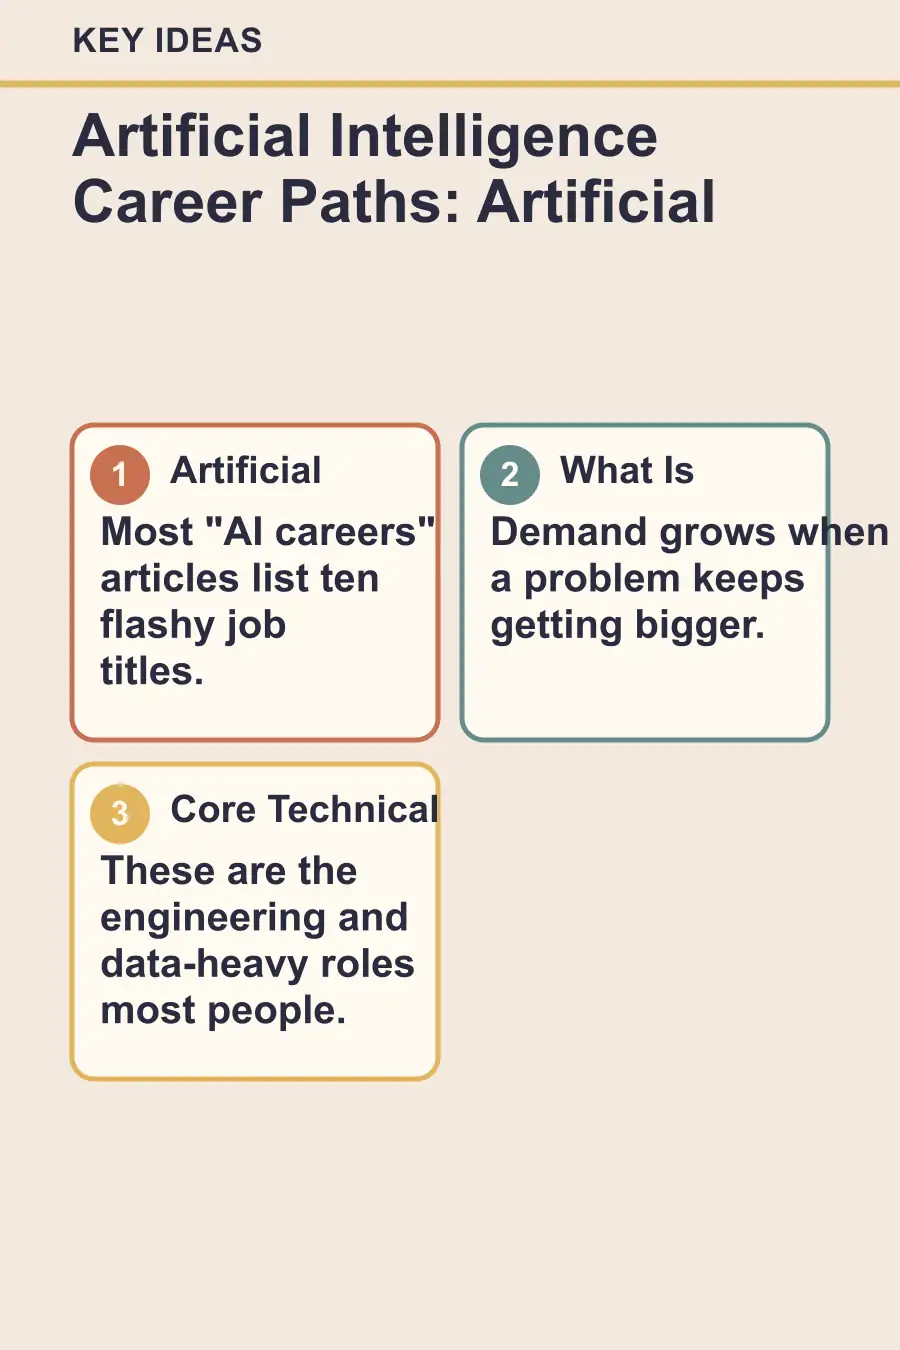 KEY IDEAS
Artificial Intelligence
Career Paths: Artificial
1 Artificial
Most "AI careers"
articles list ten
flashy job
titles.
2 What Is
Demand grows when
a problem keeps
getting bigger.
3 Core Technical
These are the
engineering and
data-heavy roles
most people.